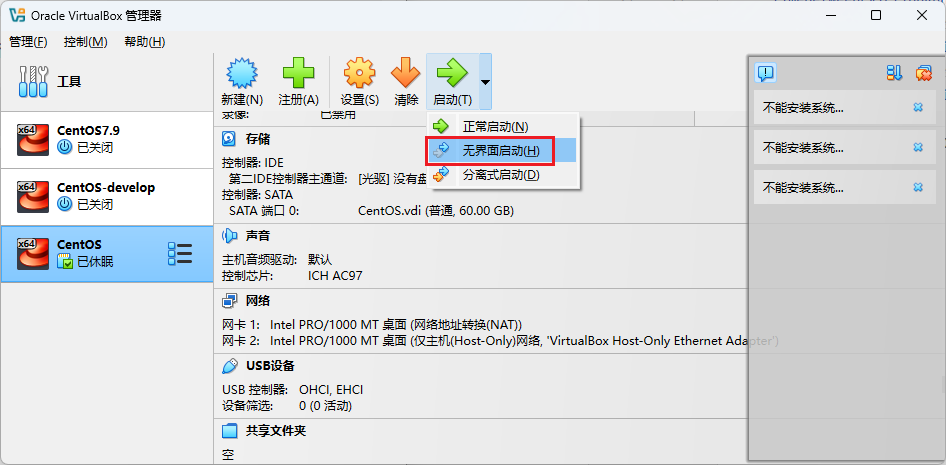 Oracle VirtualBox 管理器
管理(F) 控制(M) 帮助(H)
工具
新建(N) 注册(A) 设置(S) 清除 启动(T)
正常启动(N)
无界面启动(H)
分离式启动(D)
x64 CentOS7.9
已关闭
x64 CentOS-develop
已关闭
x64 CentOS
已休眠
录像: 已禁用
存储
控制器: IDE
第二IDE控制器主通道: [光驱] 没有盘
控制器: SATA
SATA 端口 0: CentOS.vdi (普通, 60.00 GB)
声音
主机音频驱动: 默认
控制芯片: ICH AC97
网络
网卡 1: Intel PRO/1000 MT 桌面 (网络地址转换(NAT))
网卡 2: Intel PRO/1000 MT 桌面 (仅主机(Host-Only)网络, 'VirtualBox Host-Only Ethernet Adapter')
USB设备
USB 控制器: OHCI, EHCI
设备筛选: 0 (0 活动)
共享文件夹
空
不能安装系统...
不能安装系统...
不能安装系统...